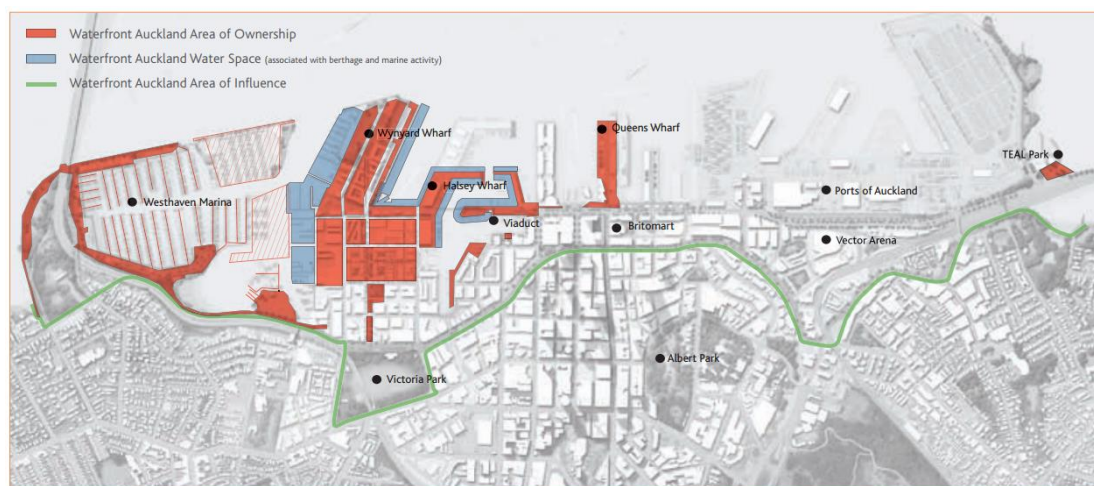 Waterfront Auckland Area of Ownership
Waterfront Auckland Water Space (associated with berthage and marine activity)
Waterfront Auckland Area of Influence
Wynyard Wharf
Queens Wharf
TEAL Park
Halsey Wharf
Ports of Auckland
Westhaven Marina
Viaduct
Britomart
Vector Arena
Albert Park
Victoria Park